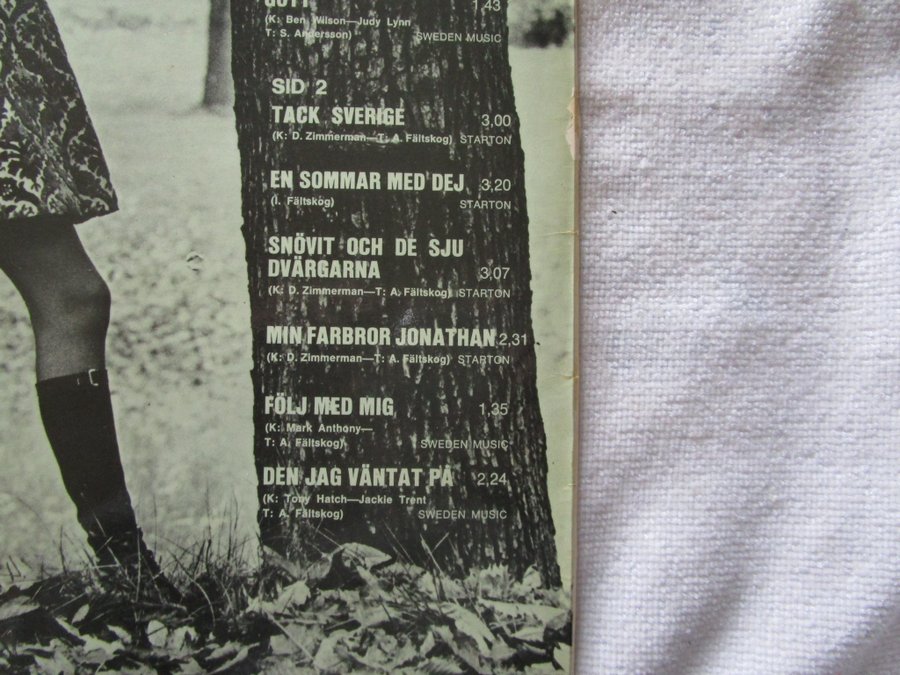 GOTT 1,43
(K: Ben Wilson—Judy Lynn
T: S. Andersson) SWEDEN MUSIC
SID 2
TACK SVERIGE 3,00
(K: D. Zimmerman—T: A. Fältskog) STARTON
EN SOMMAR MED DEJ 3,20
(I. Fältskog) STARTON
SNÖVIT OCH DE SJU
DVÄRGARNA 3,07
(K: D. Zimmerman—T: A. Fältskog) STARTON
MIN FARBROR JONATHAN 2,31
(K: D. Zimmerman—T: A. Fältskog) STARTON
FÖLJ MED MIG 1,35
(K: Mark Anthony—
T: A. Fältskog) SWEDEN MUSIC
DEN JAG VÄNTAT PÅ 2,24
(K: Tony Hatch—Jackie Trent
T: A. Fältskog) SWEDEN MUSIC